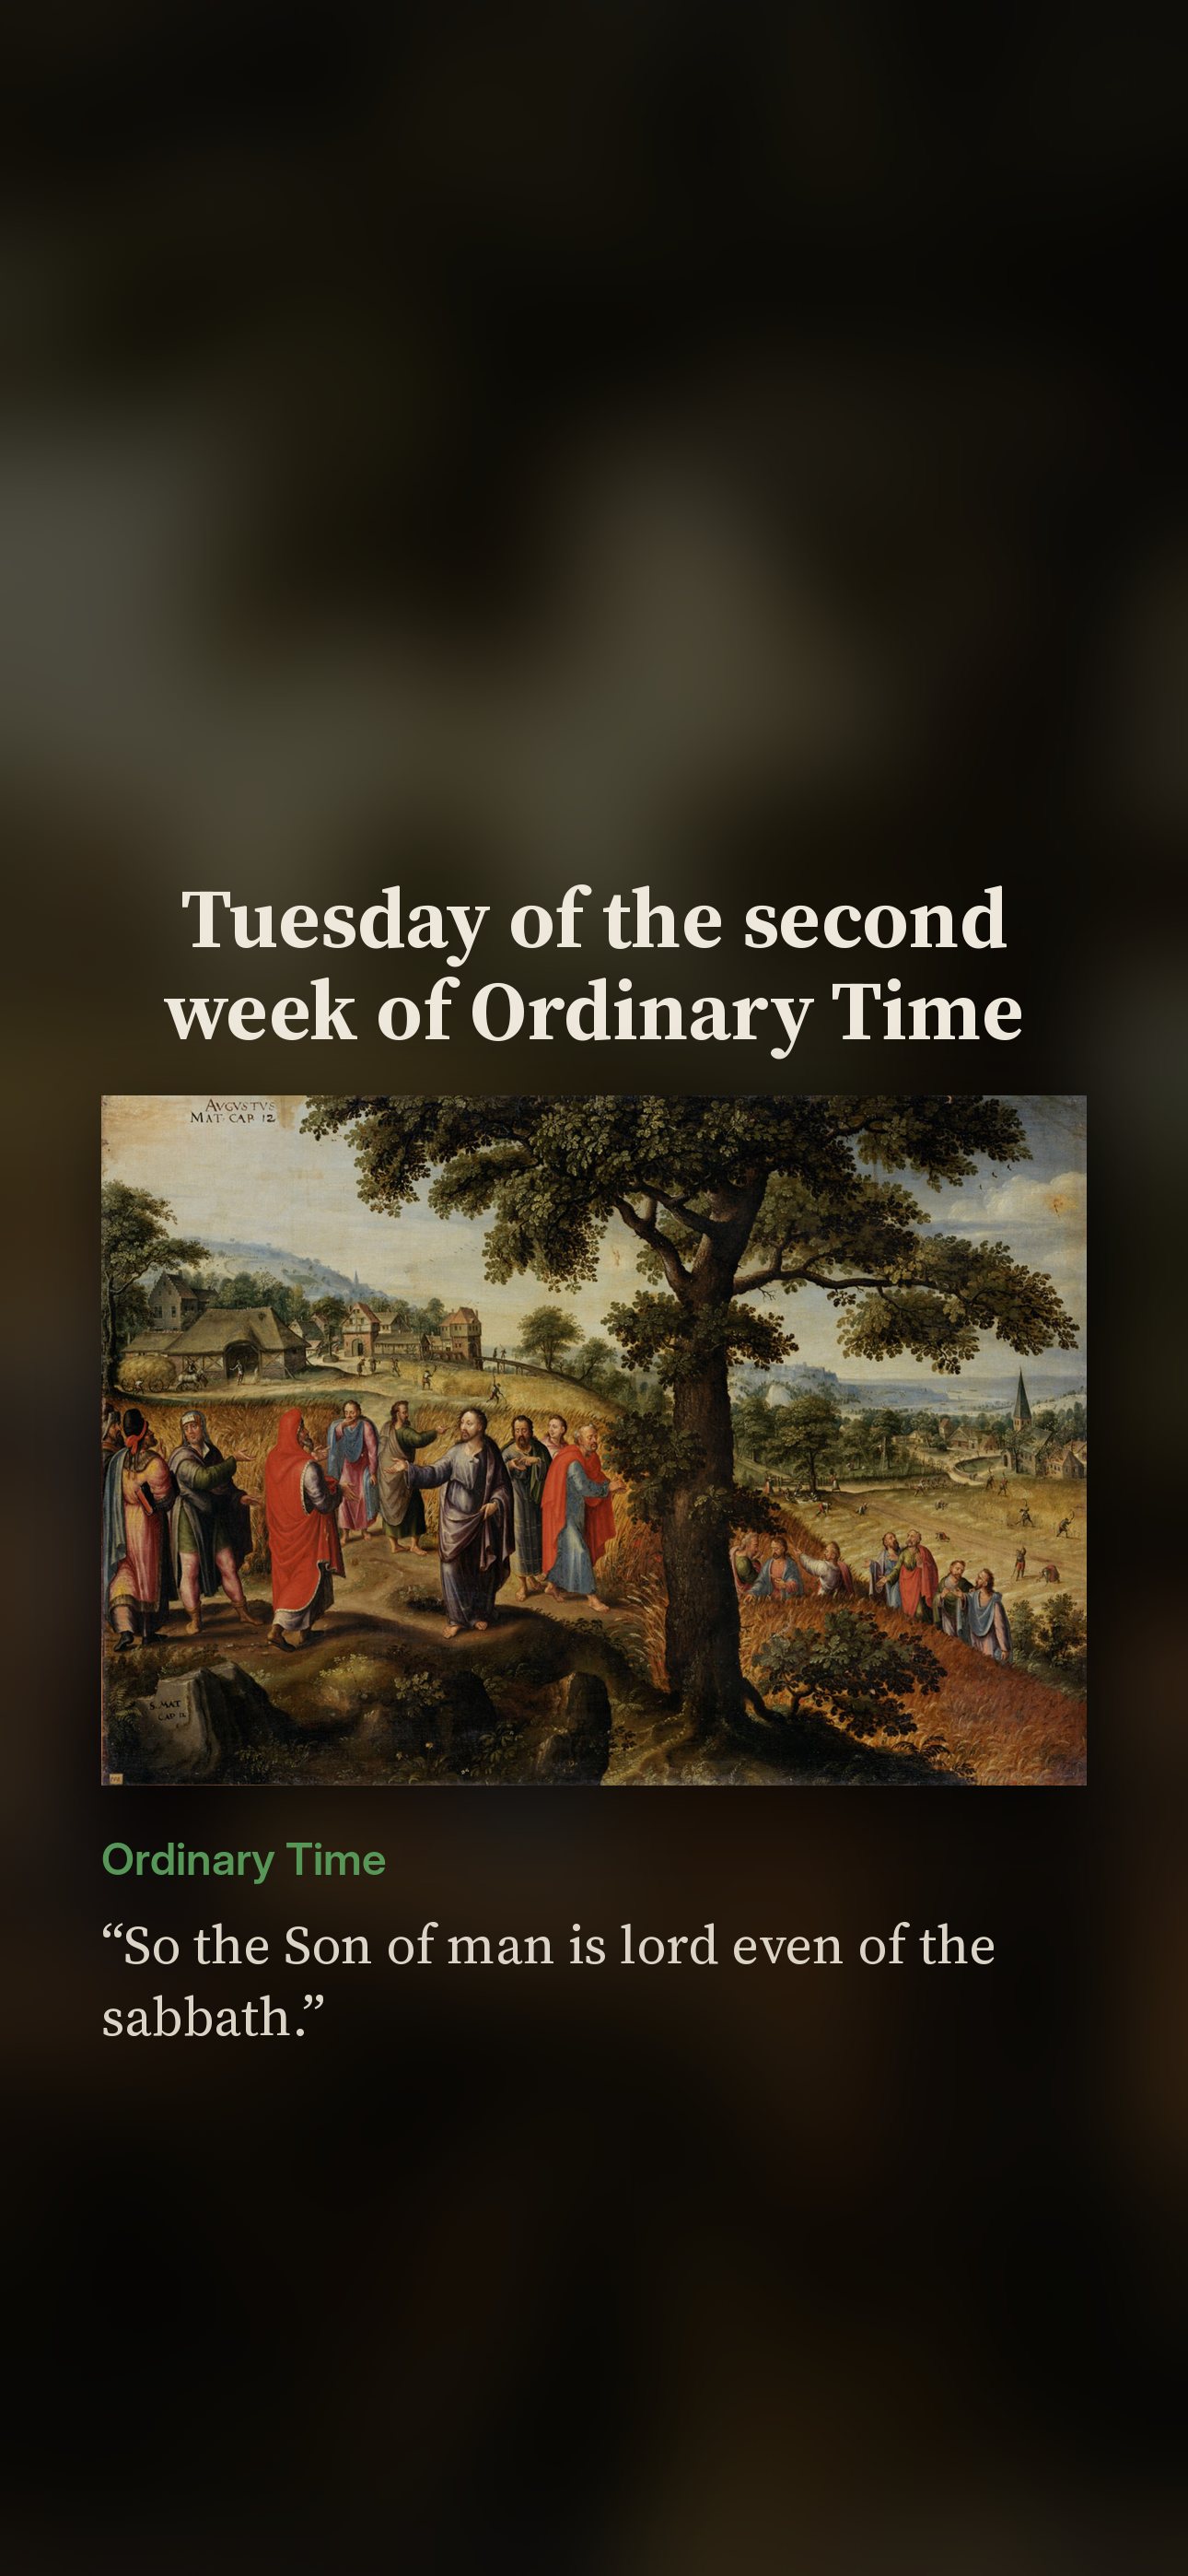 Tuesday of the second
week of Ordinary Time
AVGVSTVS
MAT. CAP 12
S. MAT
CAP 12
Ordinary Time
“So the Son of man is lord even of the
sabbath.”